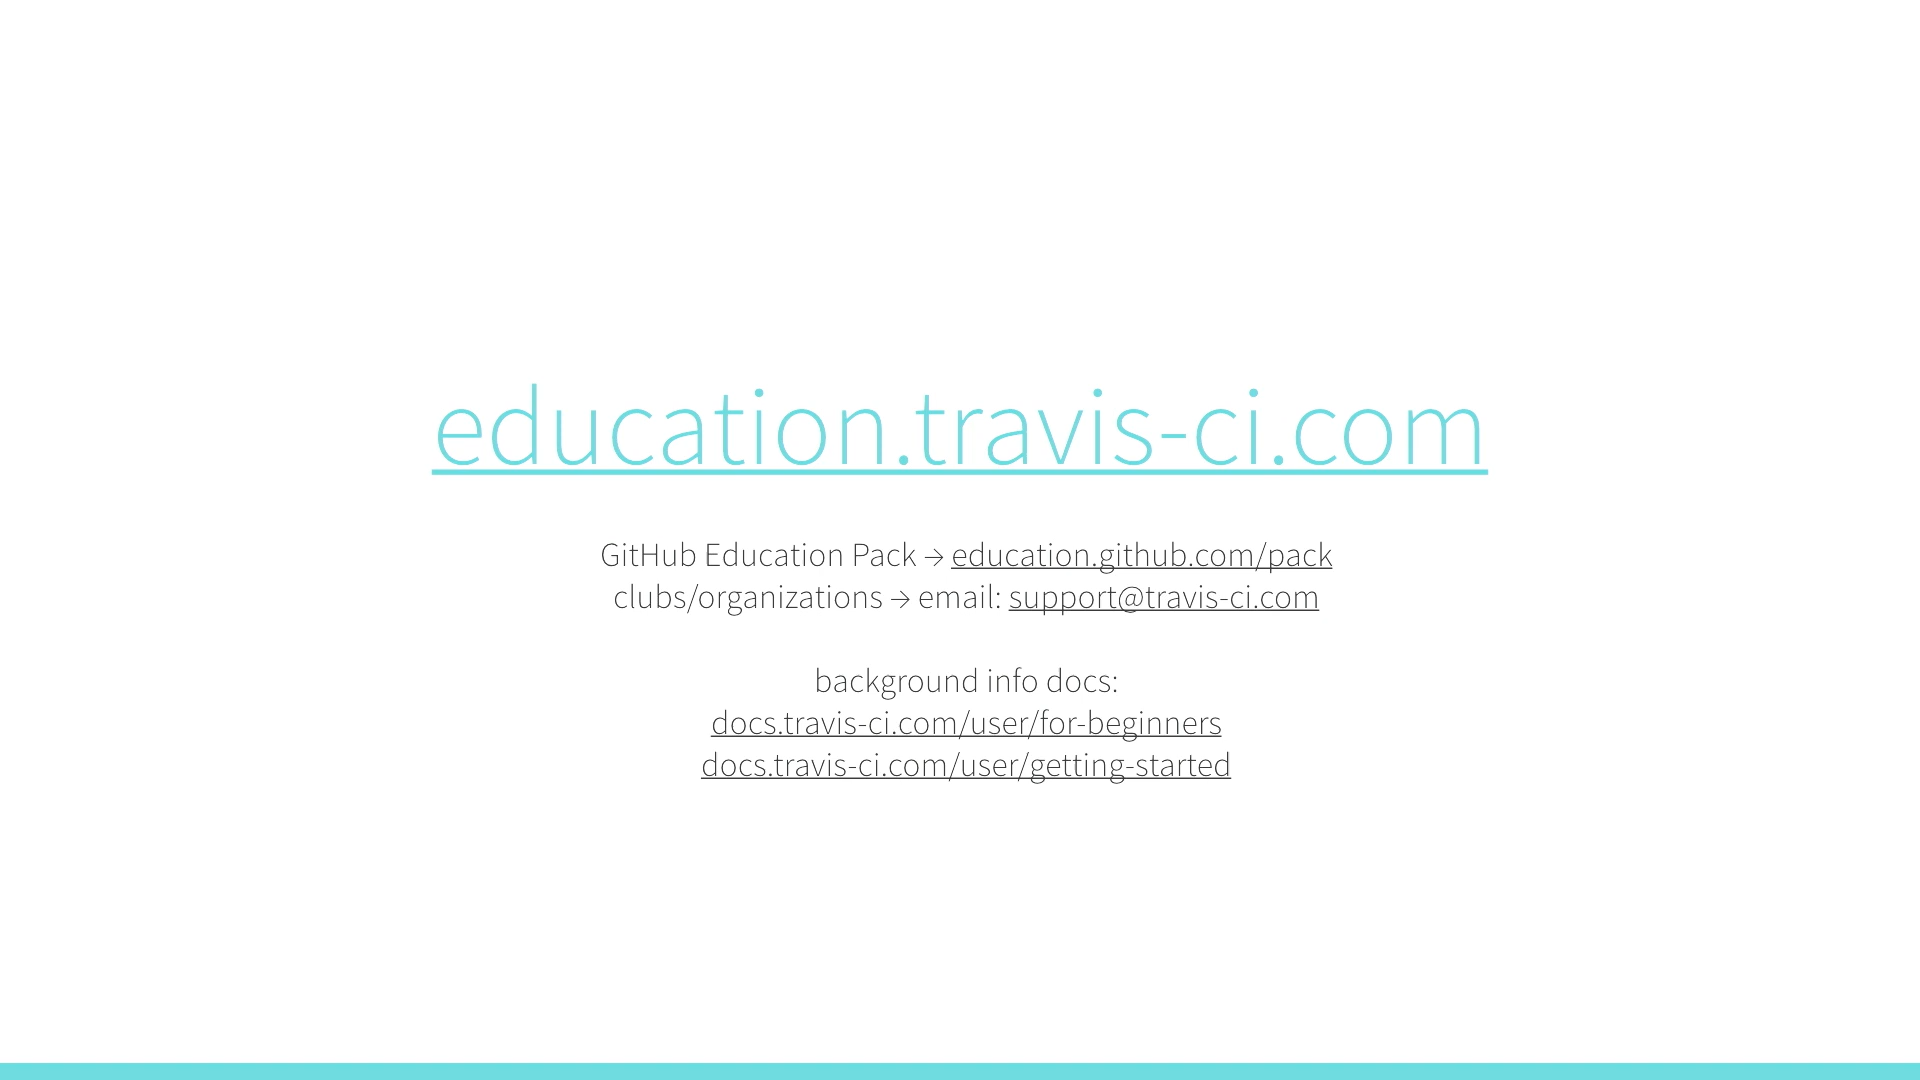 education.travis-ci.com
GitHub Education Pack → education.github.com/pack
clubs/organizations → email: support@travis-ci.com
background info docs:
docs.travis-ci.com/user/for-beginners
docs.travis-ci.com/user/getting-started